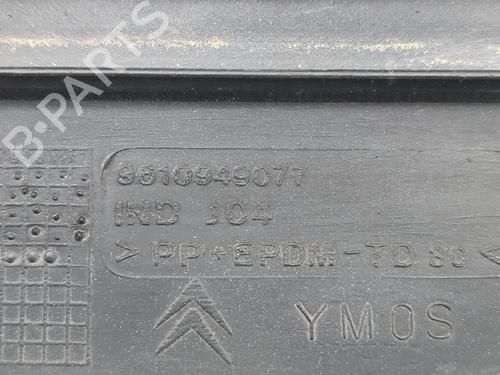 B-PARTS
9610949077
IND 104
> PP+EPDM-TD 30 <
YMOS